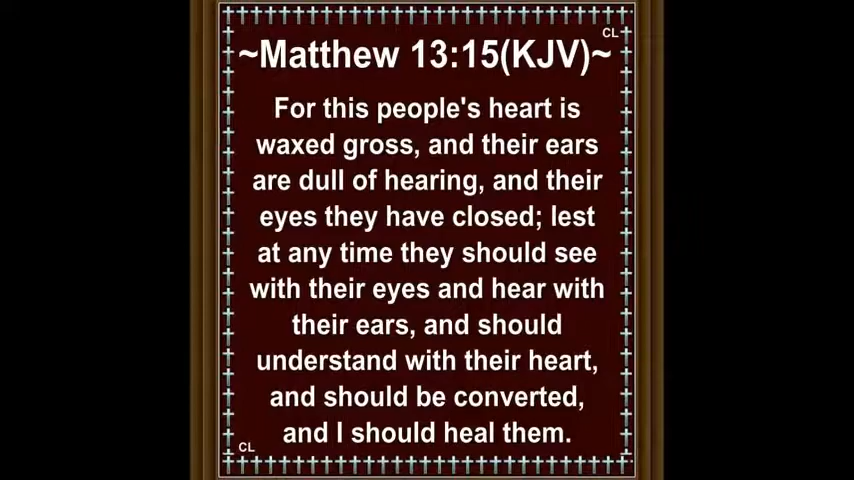 CL
~Matthew 13:15(KJV)~
For this people's heart is
waxed gross, and their ears
are dull of hearing, and their
eyes they have closed; lest
at any time they should see
with their eyes and hear with
their ears, and should
understand with their heart,
and should be converted,
and I should heal them.
CL